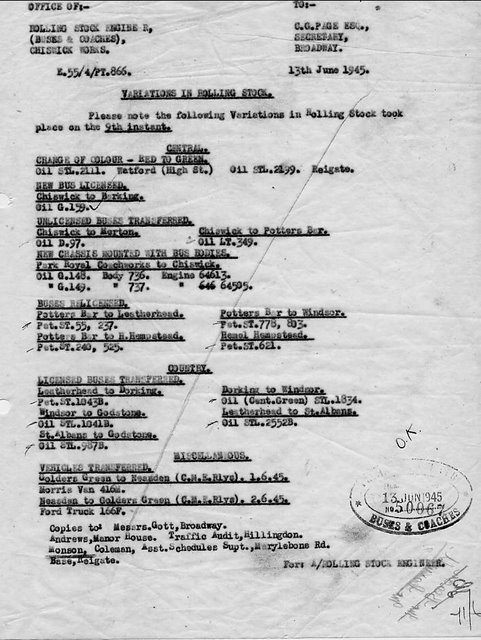 OFFICE OF:- TO:-
ROLLING STOCK ENGINEER, C.G.PAGE ESQ.,
(BUSES & COACHES), SECRETARY,
CHISWICK WORKS. BROADWAY.
E.55/4/PT.866. 13th June 1945.
VARIATIONS IN ROLLING STOCK.
Please note the following Variations in Rolling Stock took
place on the 9th instant.
CENTRAL.
CHANGE OF COLOUR - RED TO GREEN.
Oil STL.2111. Watford (High St.) Oil STL.2199. Reigate.
NEW BUS LICENSED.
Chiswick to Barking.
Oil G.159.
UNLICENSED BUSES TRANSFERRED.
Chiswick to Merton. Chiswick to Potters Bar.
Oil D.97. Oil LT.349.
NEW CHASSIS MOUNTED WITH BUS BODIES.
Park Royal Coachworks to Chiswick.
Oil G.148. Body 736. Engine 64613.
" G.149. " 737. " 646 64505.
BUSES RELICENSED.
Potters Bar to Leatherhead. Potters Bar to Windsor.
Pet.ST.55, 237. Pet.ST.778, 803.
Potters Bar to H.Hempstead. Hemel Hempstead.
Pet.ST.240, 525. Pet.ST.621.
COUNTRY.
LICENSED BUSES TRANSFERRED.
Leatherhead to Dorking. Dorking to Windsor.
Pet.ST.1043B. Oil (Cent.Green) STL.1834.
Windsor to Godstone. Leatherhead to St.Albans.
Oil STL.1041B. Oil STL.2552B.
St.Albans to Godstone.
Oil STL.987B.
MISCELLANEOUS.
VEHICLES TRANSFERRED.
Golders Green to Neasden (C.M.E.Rlys). 1.6.45.
Morris Van 416M.
Neasden to Golders Green (C.M.E.Rlys). 2.6.45.
Ford Truck 166F.
O.K.
13 JUN 1945
No
BUSES & COACHES
Copies to: Messrs.Gott,Broadway.
Andrews,Manor House. Traffic Audit,Hillingdon.
Monson, Coleman, Asst.Schedules Supt.,Marylebone Rd.
Base,Reigate.
For: A/ROLLING STOCK ENGINEER.